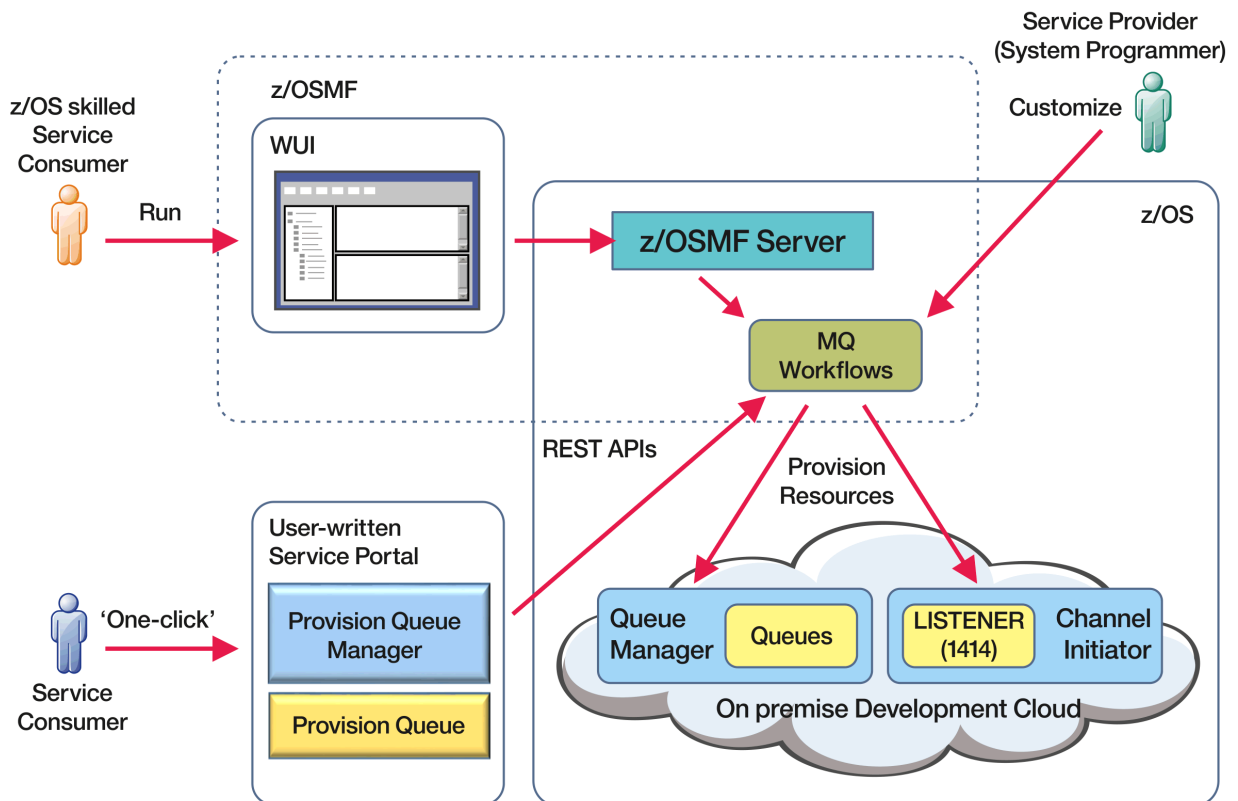 Service Provider
(System Programmer)
Customize
z/OS skilled
Service
Consumer
Run
z/OSMF
WUI
z/OS
z/OSMF Server
MQ
Workflows
REST APIs
Provision
Resources
User-written
Service Portal
Provision Queue
Manager
Provision Queue
‘One-click’
Service
Consumer
Queue
Manager
Queues
LISTENER
(1414)
Channel
Initiator
On premise Development Cloud